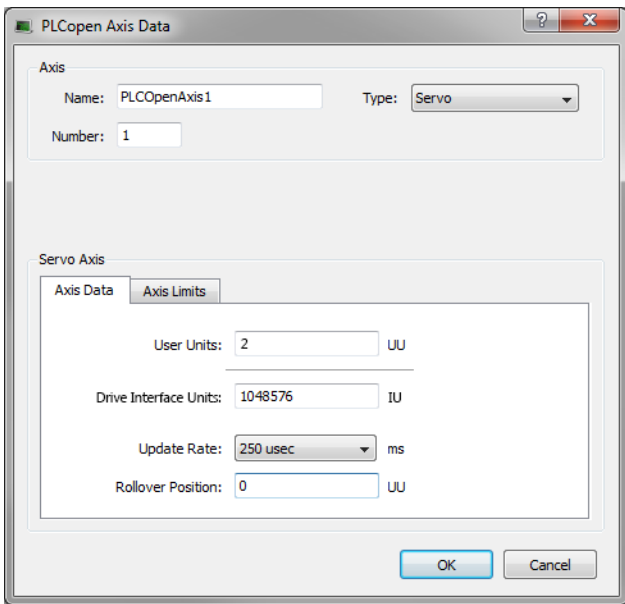 PLCopen Axis Data
Axis
Name: PLCOpenAxis1 Type: Servo
Number: 1
Servo Axis
Axis Data Axis Limits
User Units: 2 UU
Drive Interface Units: 1048576 IU
Update Rate: 250 usec ms
Rollover Position: 0 UU
OK Cancel